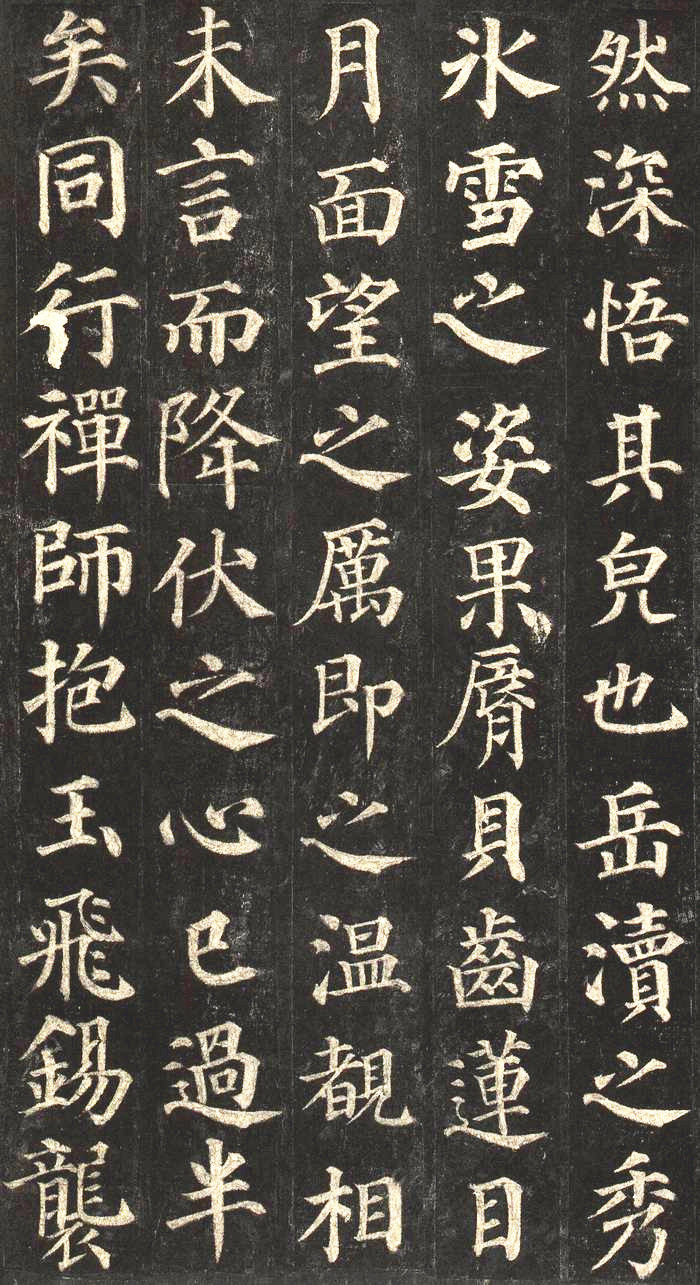 然深悟其皃也岳瀆之秀
氷雪之姿果脣貝齒蓮目
月面望之厲即之温覩相
未言而降伏之心已過半
矣同行禪師抱玉飛錫襲